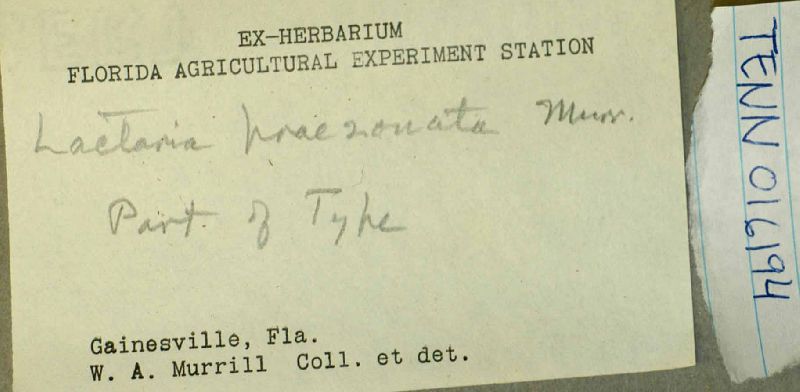 EX-HERBARIUM
FLORIDA AGRICULTURAL EXPERIMENT STATION
Lactaria praezonata Murr.
Part of Type
Gainesville, Fla.
W. A. Murrill Coll. et det.
TENN 016194